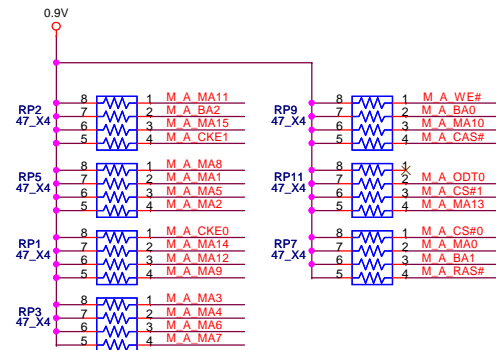 0.9V
8 1 M_A_MA11
RP2 7 2 M_A_BA2
47_X4 6 3 M_A_MA15
5 4 M_A_CKE1
8 1 M_A_MA8
RP5 7 2 M_A_MA1
47_X4 6 3 M_A_MA5
5 4 M_A_MA2
8 1 M_A_CKE0
RP1 7 2 M_A_MA14
47_X4 6 3 M_A_MA12
5 4 M_A_MA9
8 1 M_A_MA3
RP3 7 2 M_A_MA4
47_X4 6 3 M_A_MA6
5 4 M_A_MA7
8 1 M_A_WE#
RP9 7 2 M_A_BA0
47_X4 6 3 M_A_MA10
5 4 M_A_CAS#
8 1
RP11 7 2 M_A_ODT0
47_X4 6 3 M_A_CS#1
5 4 M_A_MA13
8 1 M_A_CS#0
RP7 7 2 M_A_MA0
47_X4 6 3 M_A_BA1
5 4 M_A_RAS#